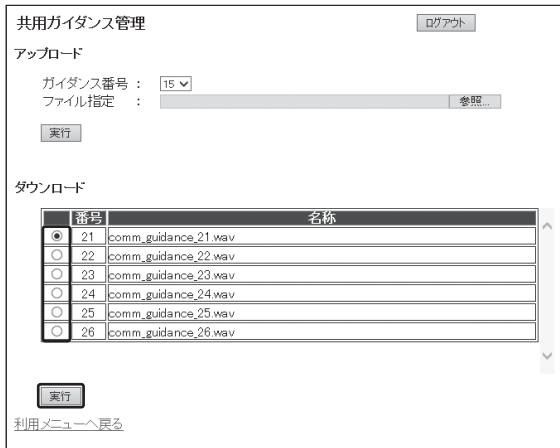 共用ガイダンス管理 ログアウト
アップロード
ガイダンス番号 : 15
ファイル指定 : 参照...
実行
ダウンロード
番号 名称
21 comm_guidance_21.wav
22 comm_guidance_22.wav
23 comm_guidance_23.wav
24 comm_guidance_24.wav
25 comm_guidance_25.wav
26 comm_guidance_26.wav
実行
利用メニューへ戻る